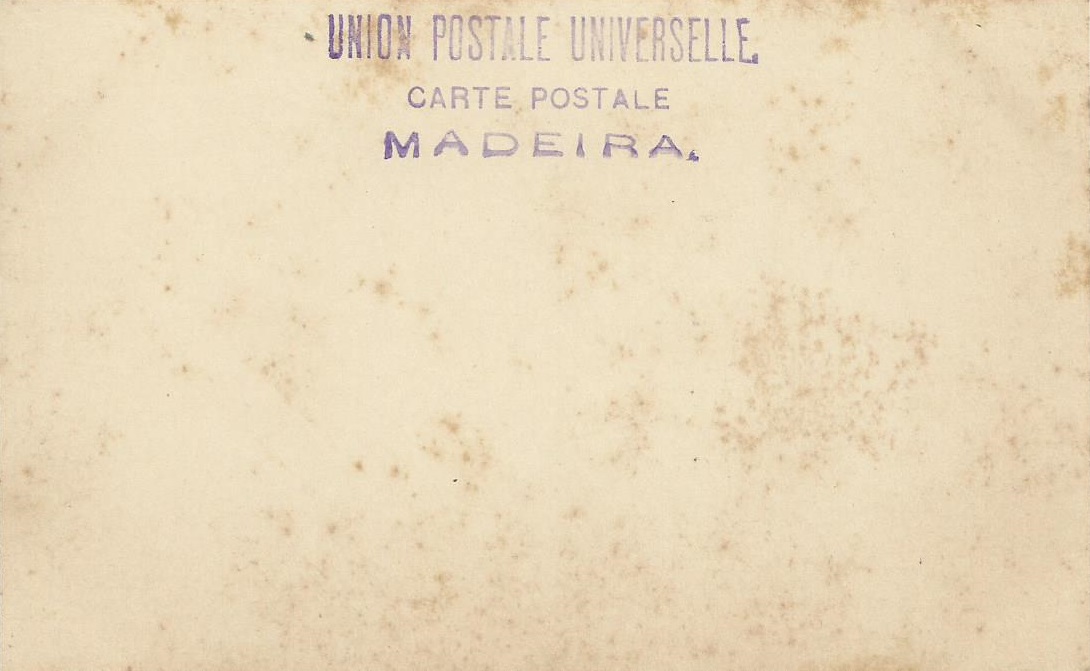 UNION POSTALE UNIVERSELLE.
CARTE POSTALE
MADEIRA.